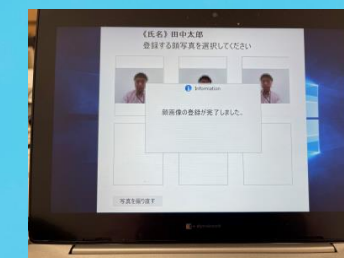 《氏名》田中太郎
登録する顔写真を選択してください
Information
顔画像の登録が完了しました。
写真を撮り直す
dynabook